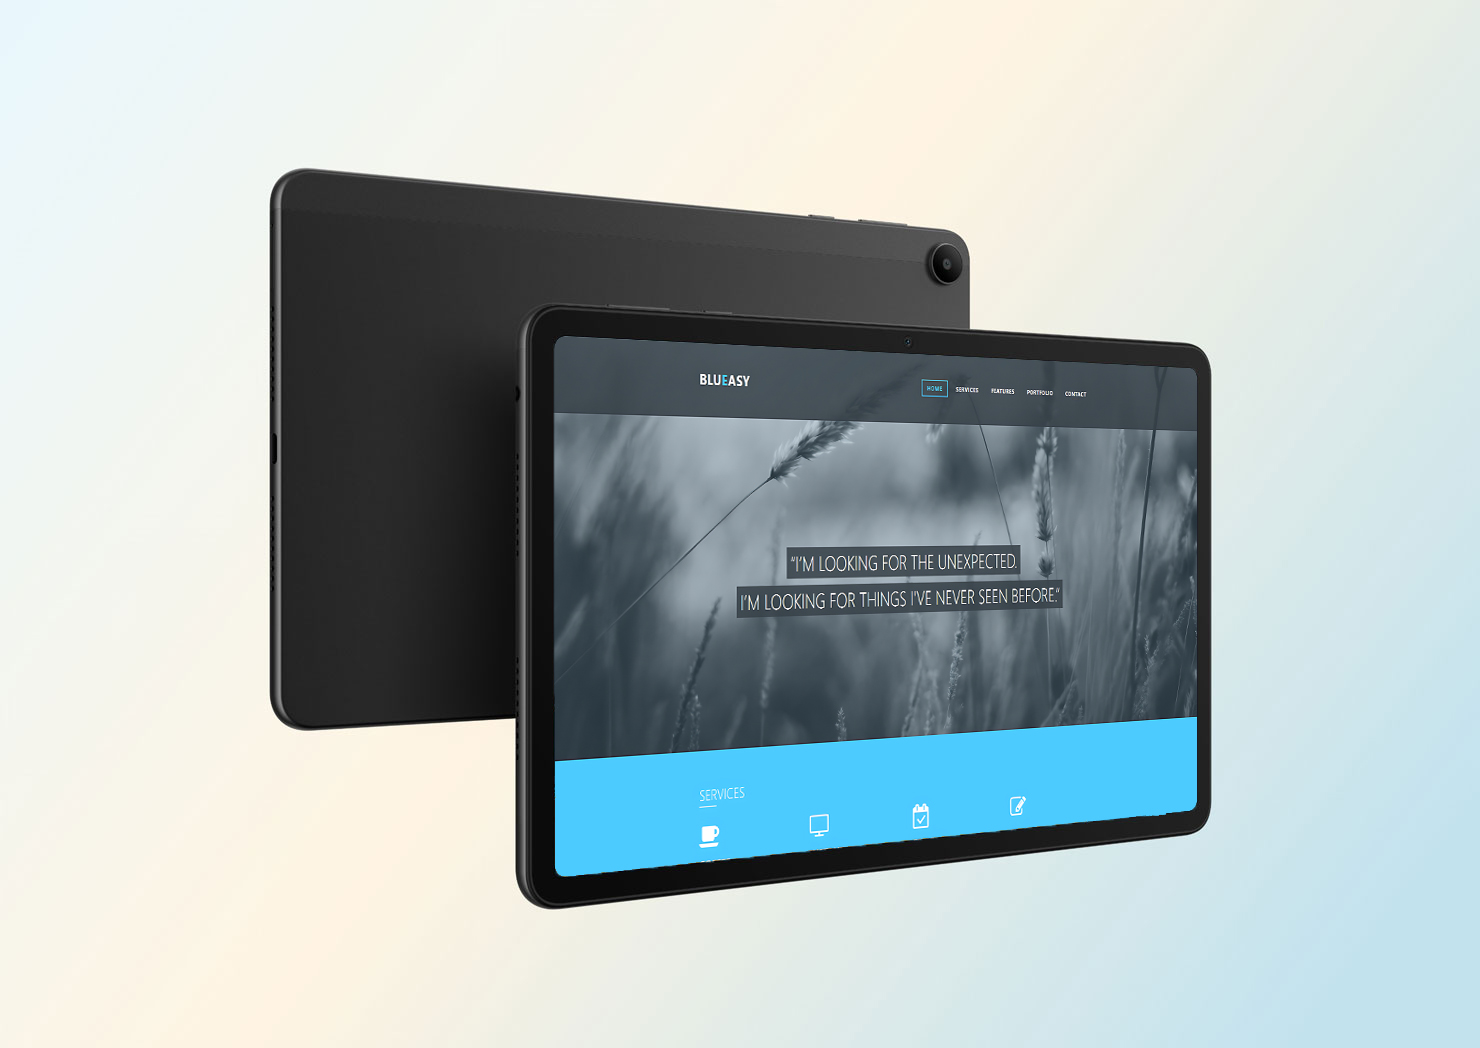 BLUEASY
HOME SERVICES FEATURES PORTFOLIO CONTACT
“I'M LOOKING FOR THE UNEXPECTED.
I'M LOOKING FOR THINGS I'VE NEVER SEEN BEFORE.“
SERVICES